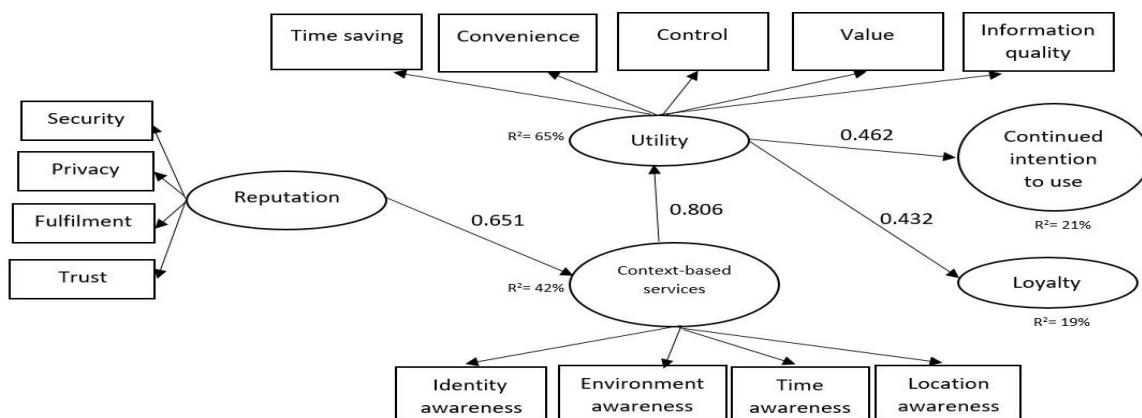 Time saving
Convenience
Control
Value
Information
quality
Security
Privacy
Fulfilment
Trust
Reputation
R²= 65%
Utility
0.462
Continued
intention
to use
R²= 21%
0.651
0.806
0.432
R²= 42%
Context-based
services
Loyalty
R²= 19%
Identity
awareness
Environment
awareness
Time
awareness
Location
awareness